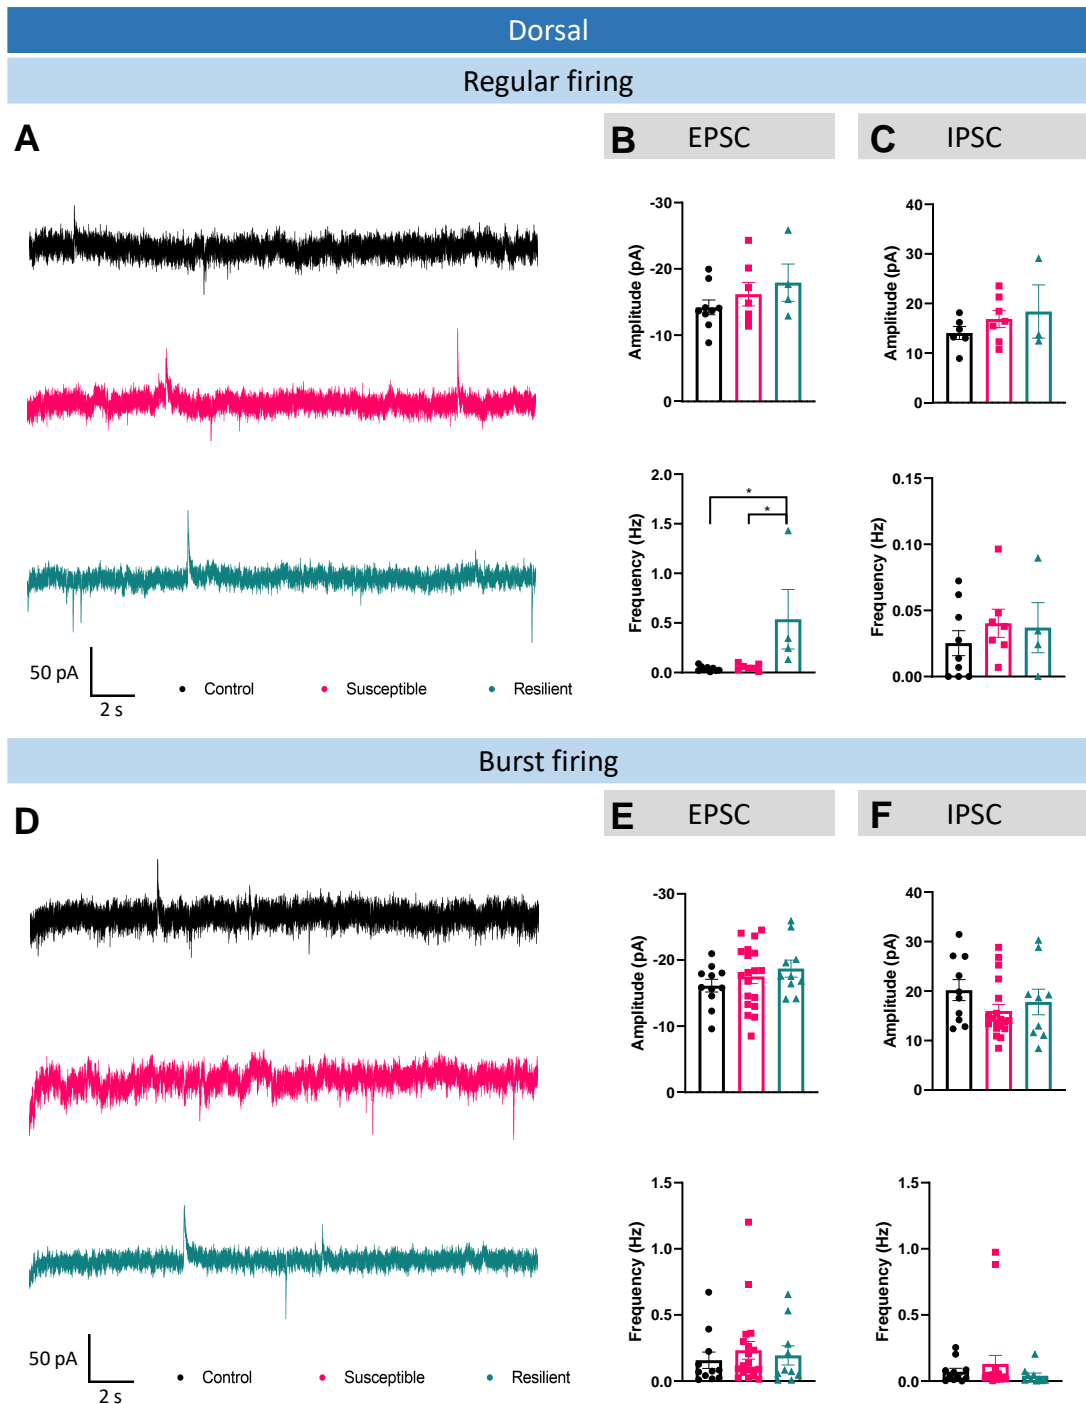 Dorsal
Regular firing
A
B EPSC
C IPSC
-30
-20
-10
0
Amplitude (pA)
40
30
20
10
0
Amplitude (pA)
2.0
1.5
1.0
0.5
0.0
Frequency (Hz)
*
*
0.15
0.10
0.05
0.00
Frequency (Hz)
50 pA
2 s
Control Susceptible Resilient
Burst firing
D
E EPSC
F IPSC
-30
-20
-10
0
Amplitude (pA)
40
30
20
10
0
Amplitude (pA)
1.5
1.0
0.5
0.0
Frequency (Hz)
1.5
1.0
0.5
0.0
Frequency (Hz)
50 pA
2 s
Control Susceptible Resilient